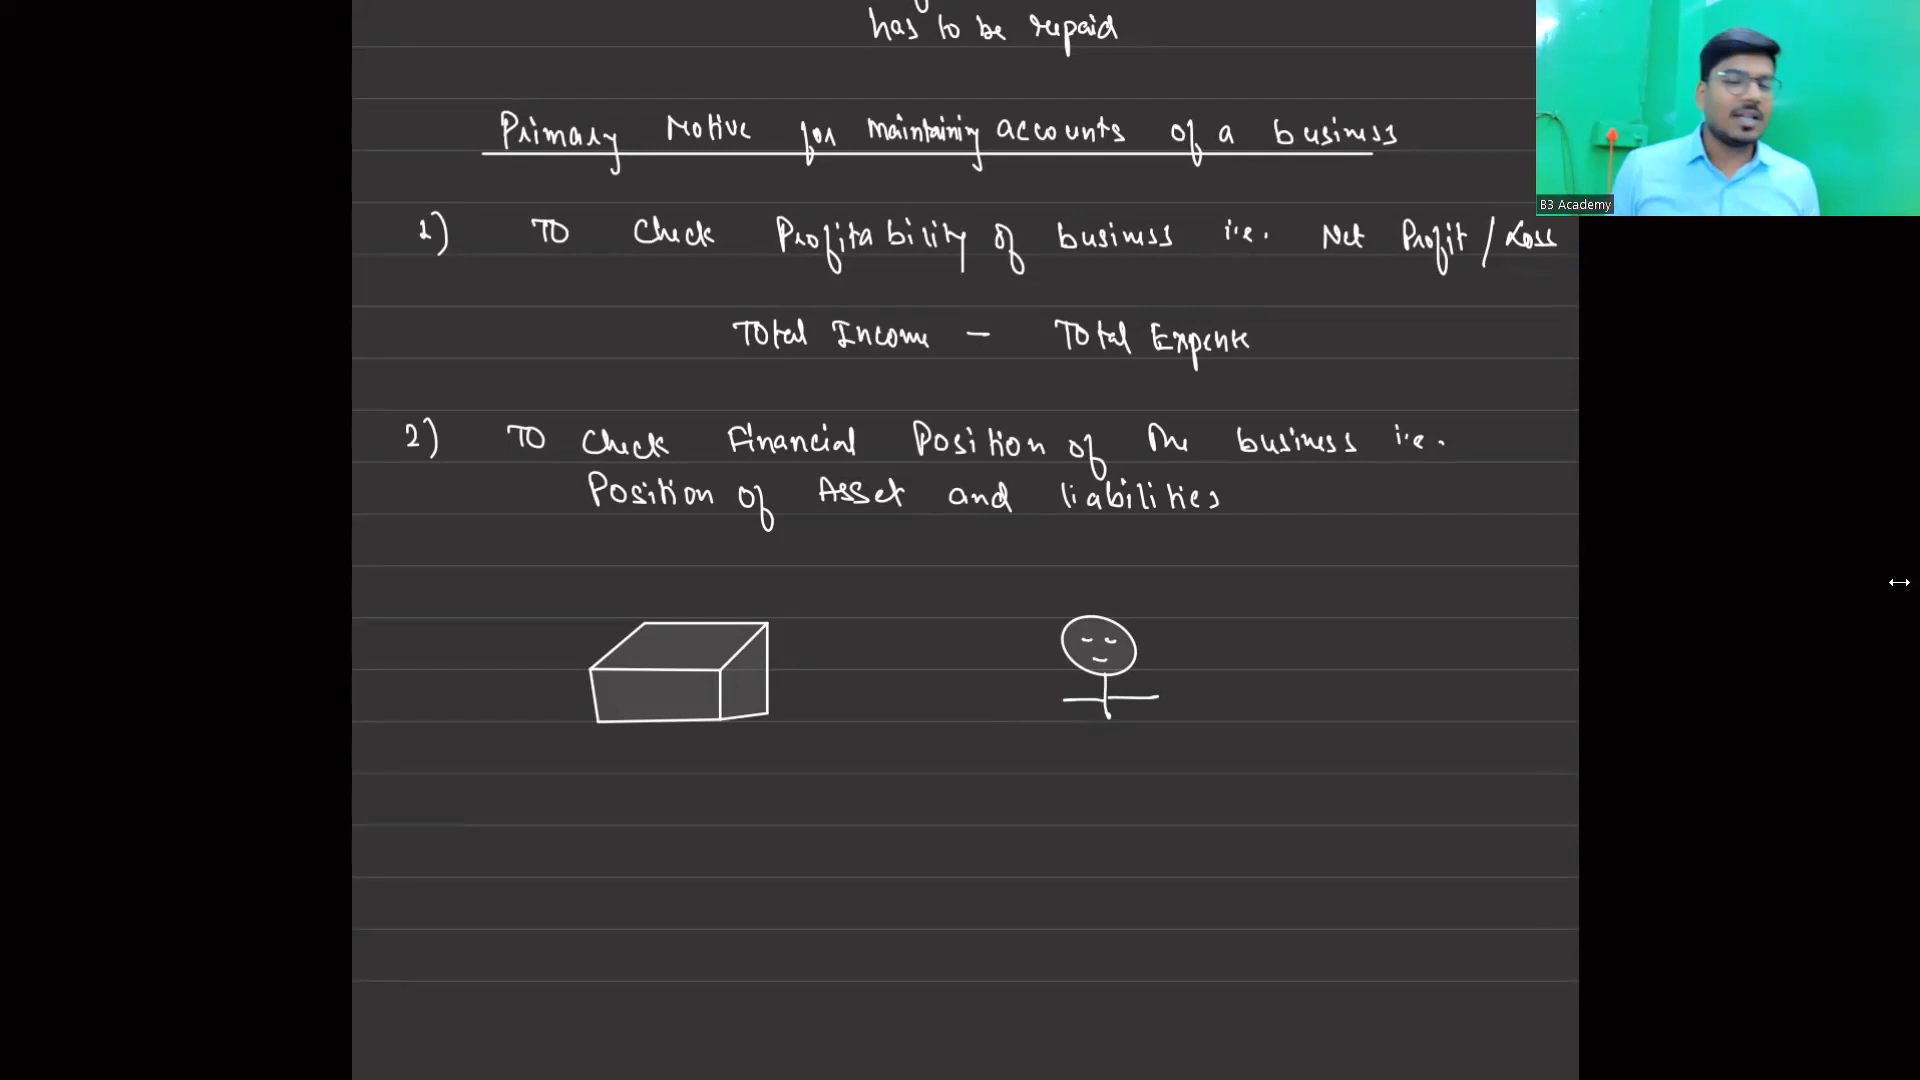 has to be repaid
Primary Motive for maintaining accounts of a business
1) To check Profitability of business i.e. Net Profit / Loss
Total Income - Total Expense
2) To check Financial Position of the business i.e.
Position of Asset and liabilities
B3 Academy